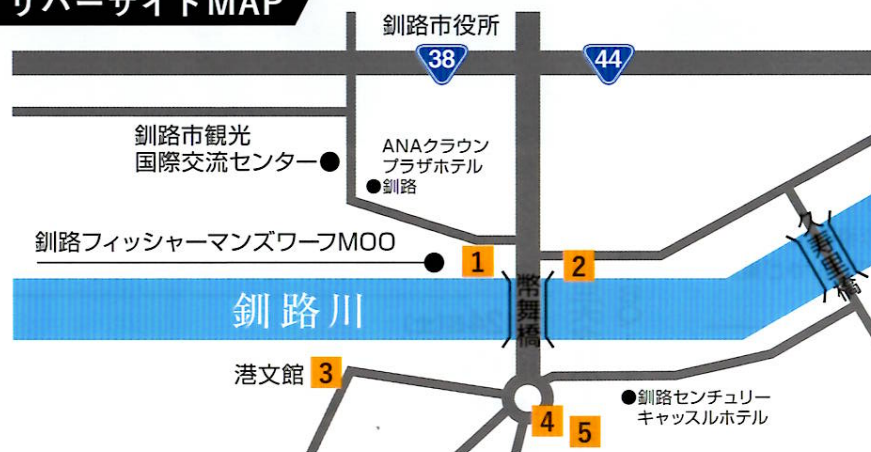 リバーサイドMAP
釧路市役所
38
44
釧路市観光
国際交流センター
ANAクラウン
プラザホテル
釧路
久寿里橋
釧路フィッシャーマンズワーフMOO
1
2
釧路川
幣舞橋
港文館
3
釧路センチュリー
キャッスルホテル
4
5